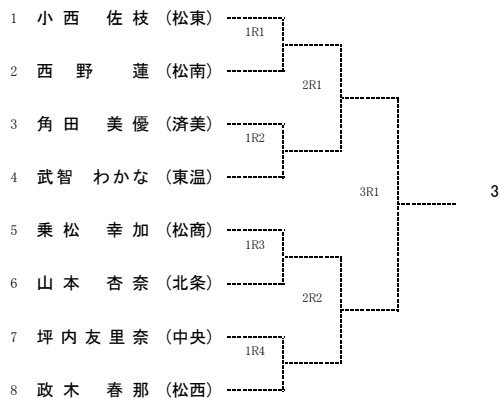 1 小西 佐枝 (松東)
1R1
2 西野 蓮 (松南)
2R1
3 角田 美優 (済美)
1R2
4 武智 わかな (東温)
3R1
3
5 乗松 幸加 (松商)
1R3
6 山本 杏奈 (北条)
2R2
7 坪内友里奈 (中央)
1R4
8 政木 春那 (松西)